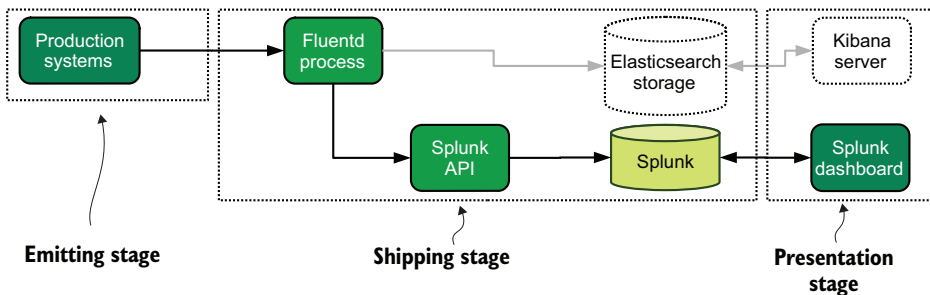 Production
systems
Fluentd
process
Elasticsearch
storage
Kibana
server
Splunk
API
Splunk
Splunk
dashboard
Emitting stage
Shipping stage
Presentation
stage